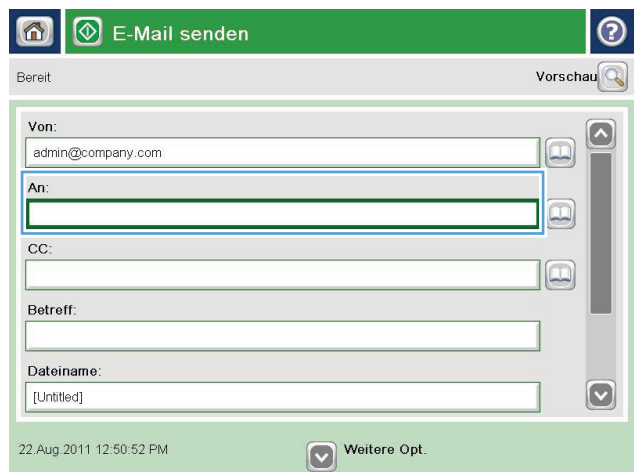 E-Mail senden
Bereit
Vorschau
Von:
admin@company.com
An:
CC:
Betreff:
Dateiname:
[Untitled]
22.Aug.2011 12:50:52 PM
Weitere Opt.